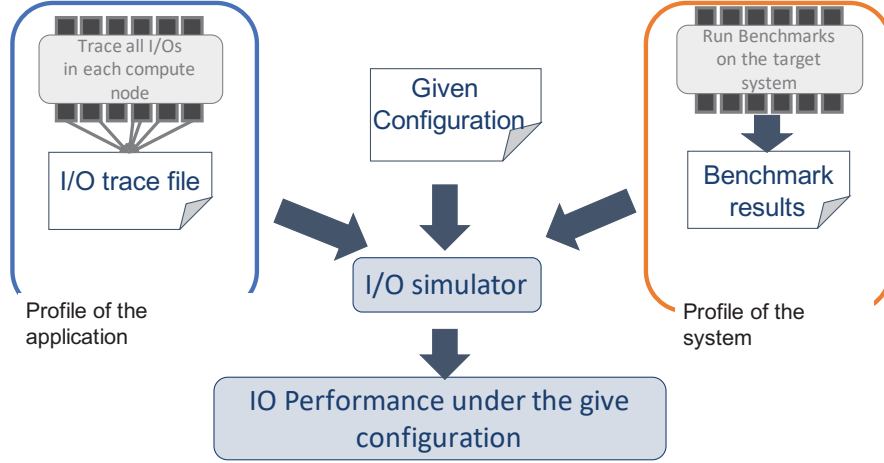 Trace all I/Os
in each compute
node
I/O trace file
Profile of the
application
Given
Configuration
Run Benchmarks
on the target
system
Benchmark
results
Profile of the
system
I/O simulator
IO Performance under the give
configuration